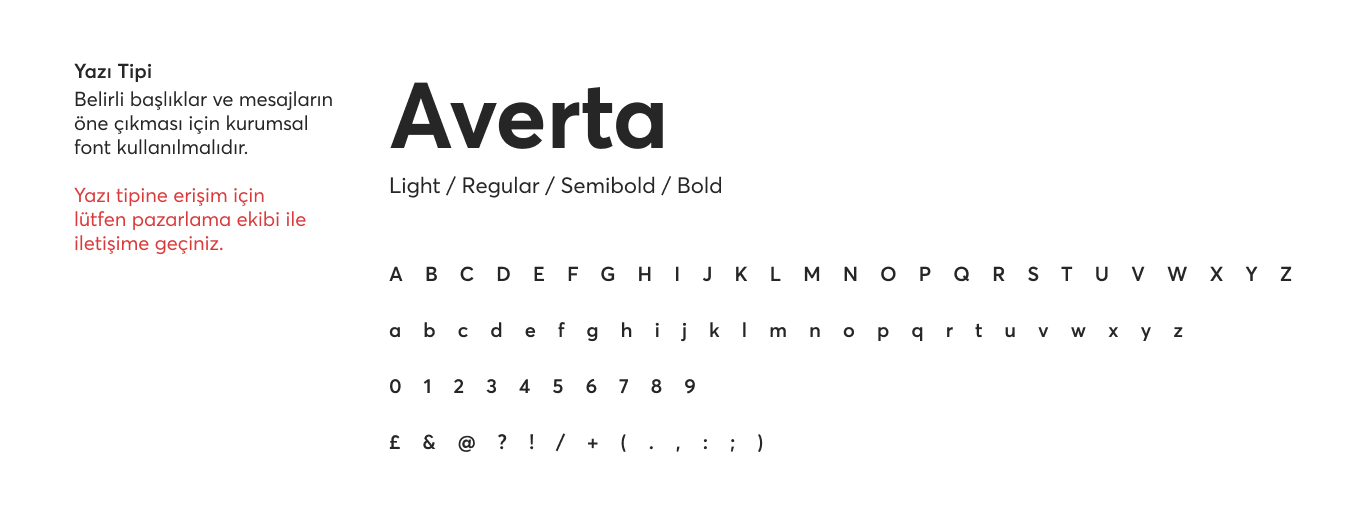 Yazı Tipi
Belirli başlıklar ve mesajların
öne çıkması için kurumsal
font kullanılmalıdır.
Yazı tipine erişim için
lütfen pazarlama ekibi ile
iletişime geçiniz.
Averta
Light / Regular / Semibold / Bold
A B C D E F G H I J K L M N O P Q R S T U V W X Y Z
a b c d e f g h i j k l m n o p q r t u v w x y z
0 1 2 3 4 5 6 7 8 9
£ & @ ? ! / + ( . , : ; )